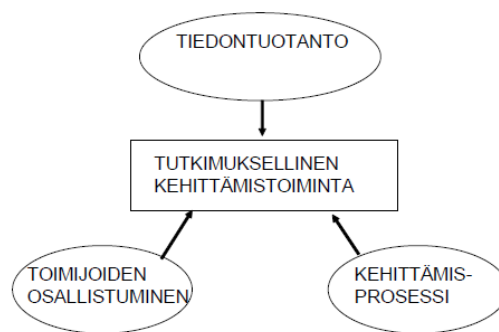 TIEDONTUOTANTO
TUTKIMUKSELLINEN
KEHITTÄMISTOIMINTA
TOIMIJOIDEN
OSALLISTUMINEN
KEHITTÄMIS-
PROSESSI